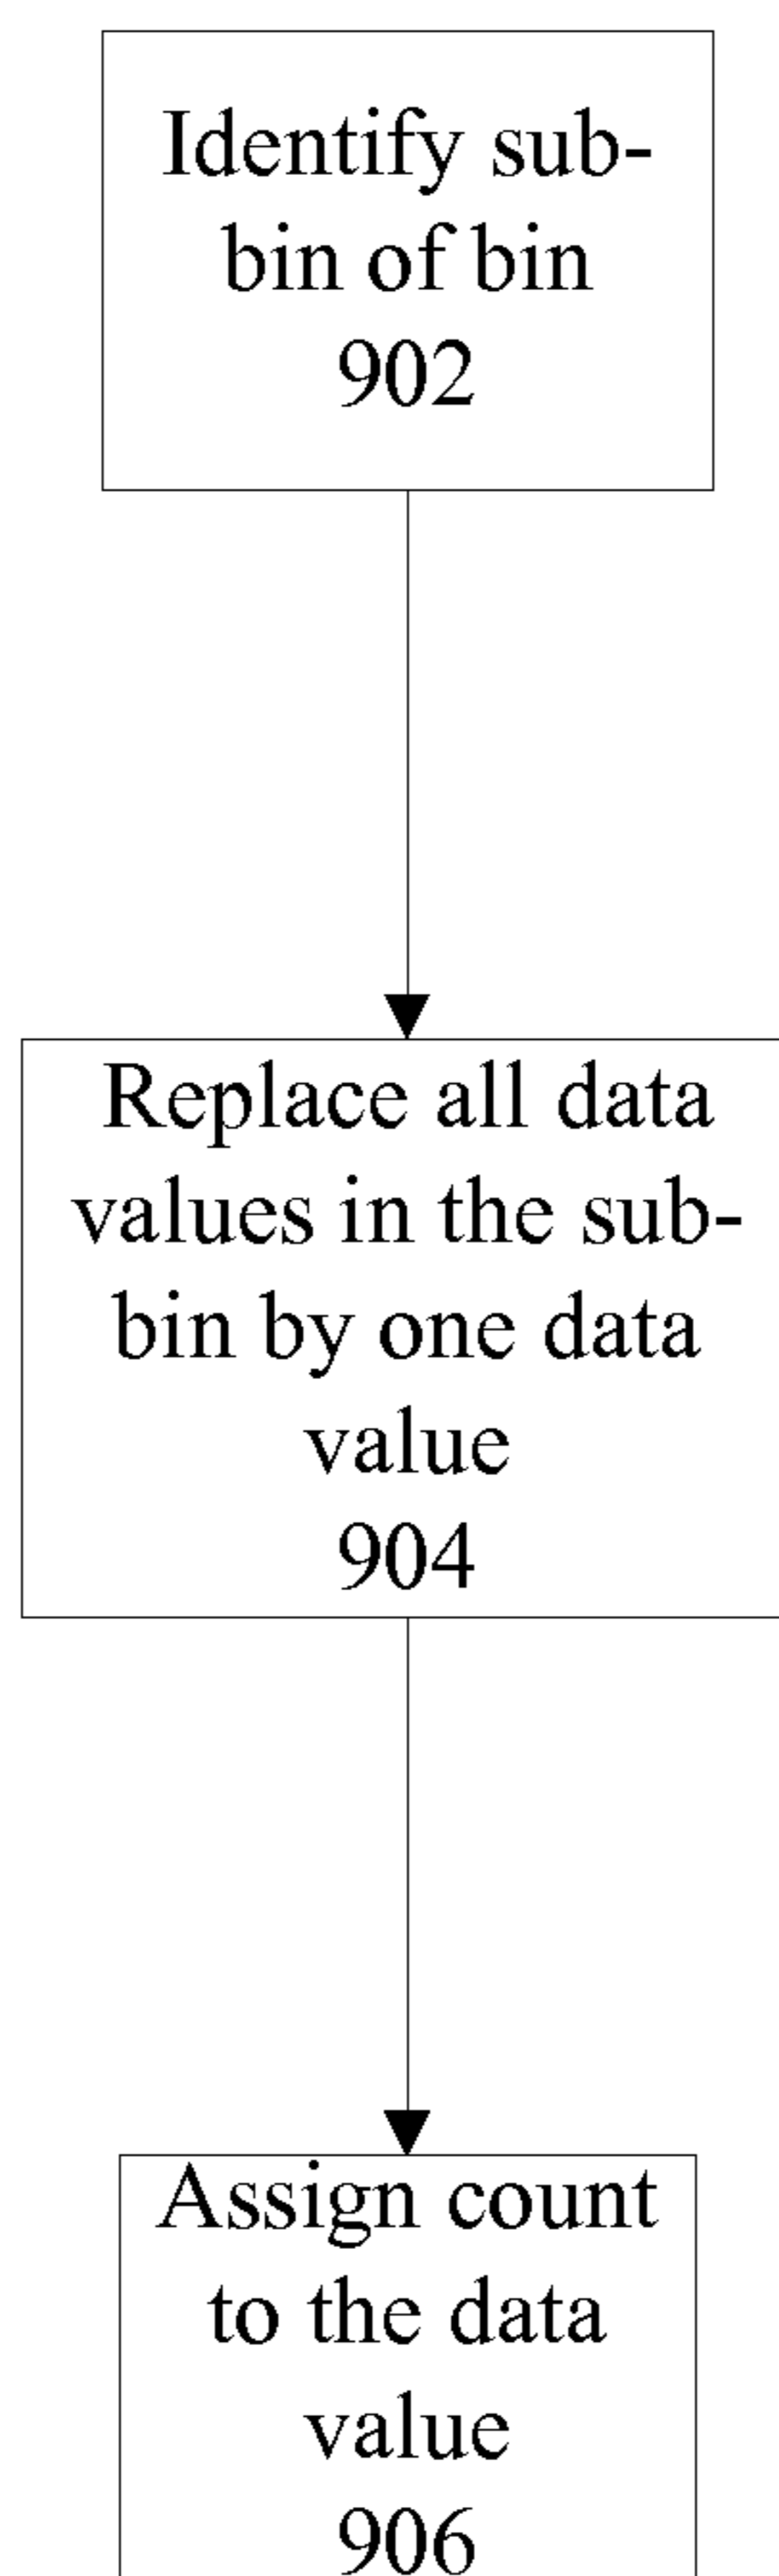 Identify sub-
bin of bin
902
Replace all data
values in the sub-
bin by one data
value
904
Assign count
to the data
value
906